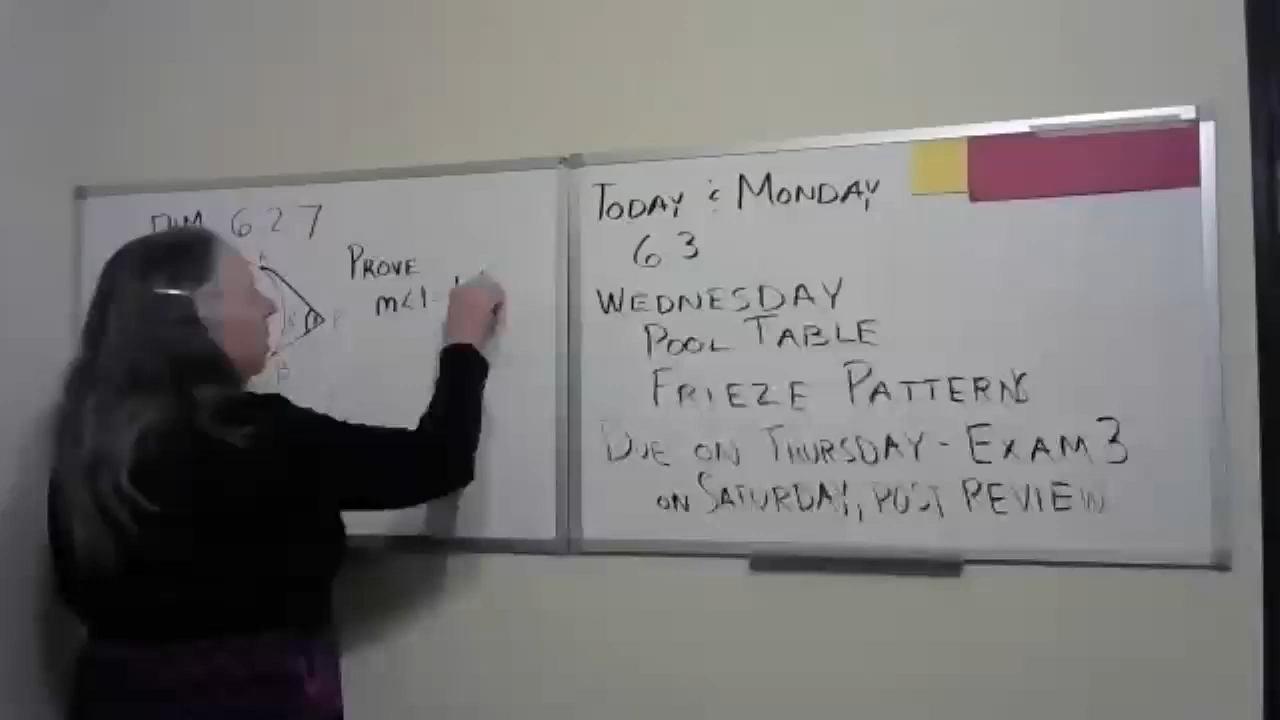 6 2 7
PROVE
m<1=
TODAY & MONDAY
6 3
WEDNESDAY
POOL TABLE
FRIEZE PATTERNS
DUE ON THURSDAY - EXAM 3
ON SATURDAY, POST REVIEW